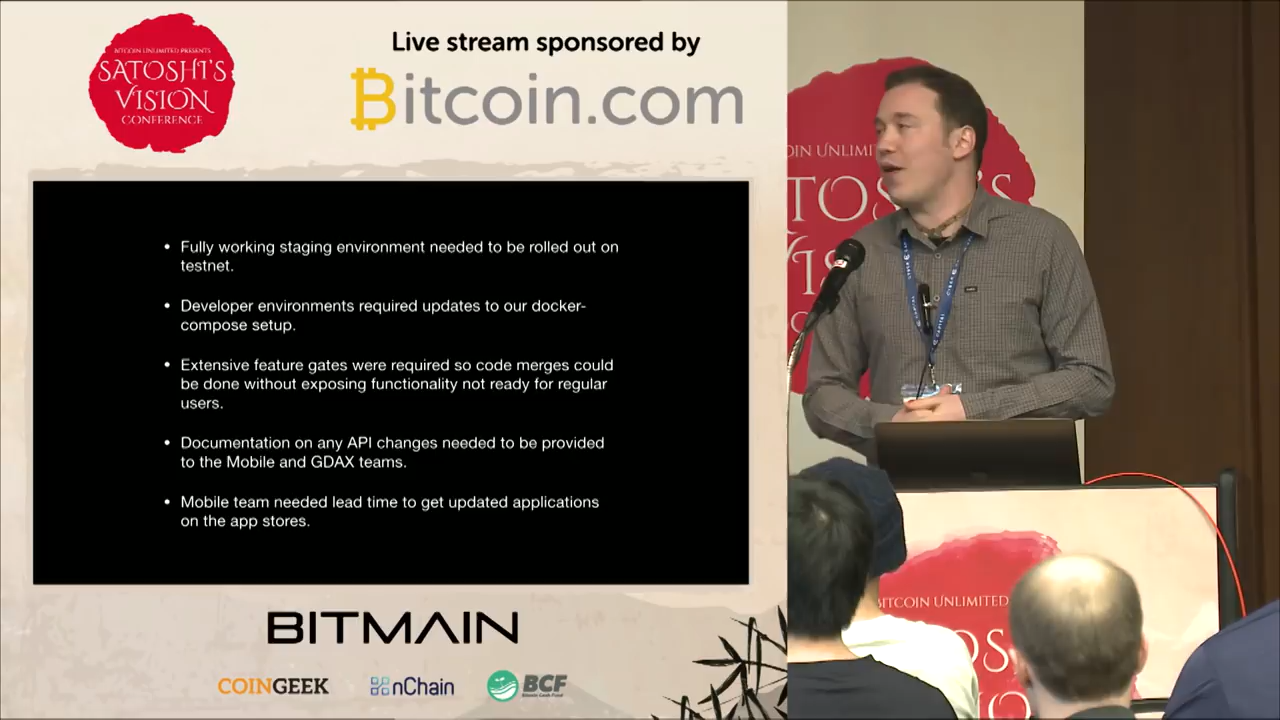 BITCOIN UNLIMITED PRESENTS
SATOSHI'S
VISION
CONFERENCE
Live stream sponsored by
Bitcoin.com
• Fully working staging environment needed to be rolled out on
testnet.
• Developer environments required updates to our docker-
compose setup.
• Extensive feature gates were required so code merges could
be done without exposing functionality not ready for regular
users.
• Documentation on any API changes needed to be provided
to the Mobile and GDAX teams.
• Mobile team needed lead time to get updated applications
on the app stores.
BITMAIN
COINGEEK
nChain
BCF
BITCOIN UNLIMITED